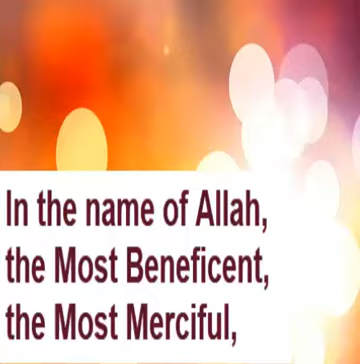 In the name of Allah,
the Most Beneficent,
the Most Merciful,